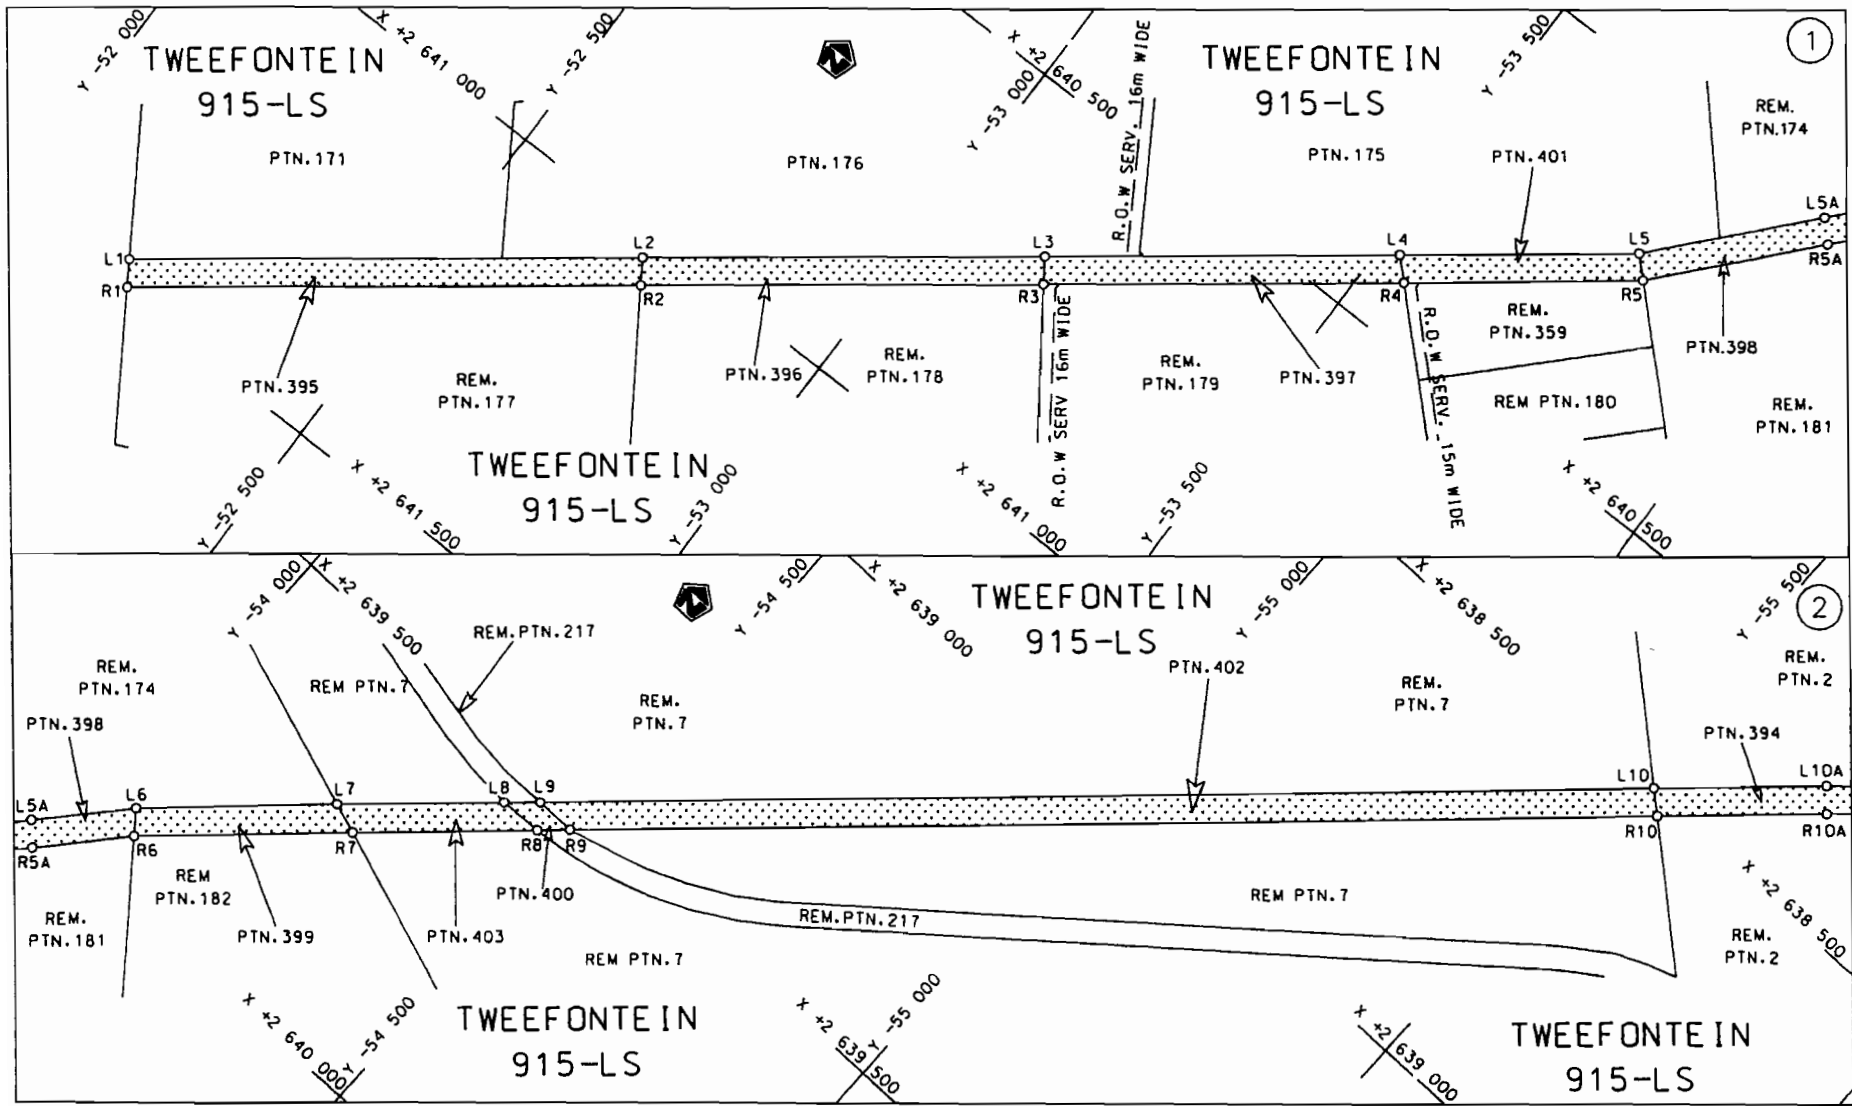 Y -52 000
X +2 641 000
Y -52 500
X +2 640 500
Y -53 000
Y -53 500
1
TWEEFONTEIN
915-LS
TWEEFONTEIN
915-LS
R.O.W SERV. 16m WIDE
REM.
PTN.174
PTN.171
PTN.176
PTN.175
PTN.401
L1
L2
L3
L4
L5
L5A
R1
R2
R3
R4
R5
R5A
PTN.395
REM.
PTN.177
PTN.396
REM.
PTN.178
R.O.W SERV 16m WIDE
REM.
PTN.179
PTN.397
R.O.W SERV. 15m WIDE
REM.
PTN.359
REM PTN.180
PTN.398
REM.
PTN.181
TWEEFONTEIN
915-LS
Y -52 500
X +2 641 500
Y -53 000
X +2 641 000
Y -53 500
X +2 640 500
Y -54 000
X +2 639 500
Y -54 500
X +2 639 000
Y -55 000
X +2 638 500
Y -55 500
2
TWEEFONTEIN
915-LS
REM.
PTN.174
REM PTN.7
REM.PTN.217
REM.
PTN.7
PTN.402
REM.
PTN.7
REM.
PTN.2
PTN.398
PTN.394
L5A
L6
L7
L8
L9
L10
L10A
R5A
R6
R7
R8
R9
R10
R10A
REM.
PTN.181
REM
PTN.182
PTN.399
PTN.403
PTN.400
REM PTN.7
REM.PTN.217
REM PTN.7
REM.
PTN.2
X +2 638 500
X +2 640 000
Y -54 500
TWEEFONTEIN
915-LS
X +2 639 500
Y -55 000
X +2 639 000
TWEEFONTEIN
915-LS